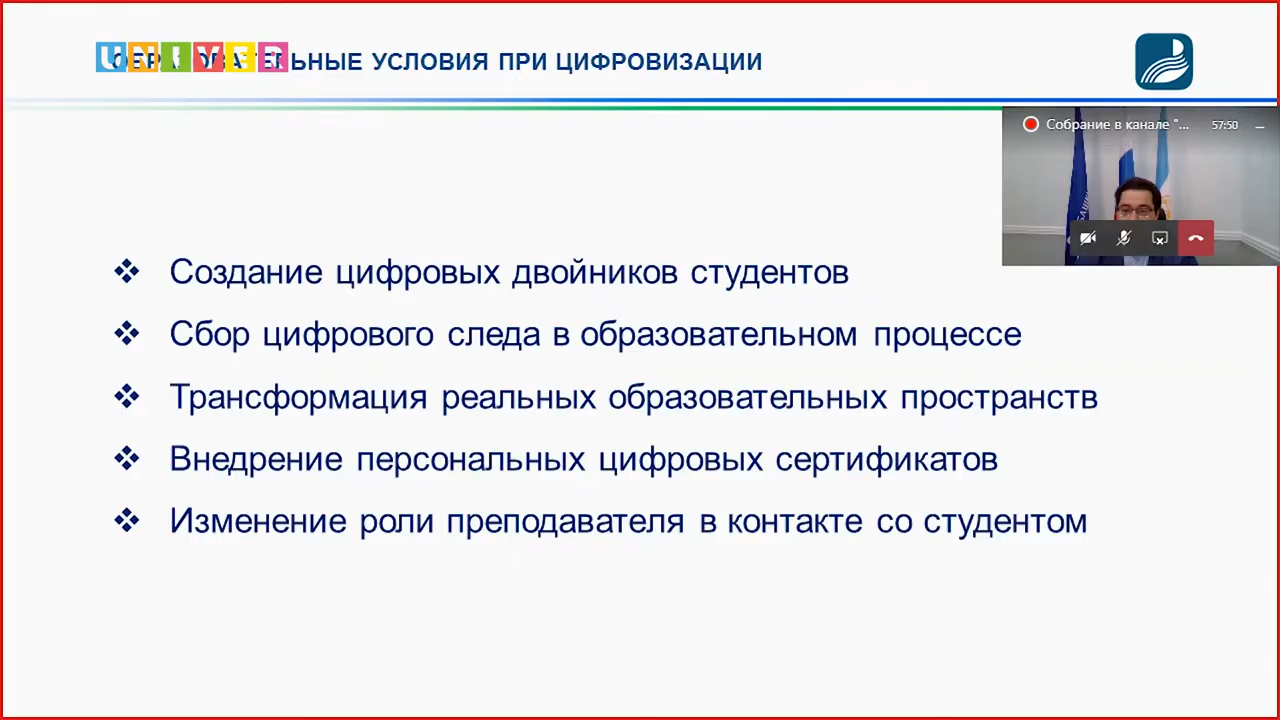 UNIVER
ОБРАЗОВАТЕЛЬНЫЕ УСЛОВИЯ ПРИ ЦИФРОВИЗАЦИИ
Собрание в канале "... 57:50
Создание цифровых двойников студентов
Сбор цифрового следа в образовательном процессе
Трансформация реальных образовательных пространств
Внедрение персональных цифровых сертификатов
Изменение роли преподавателя в контакте со студентом